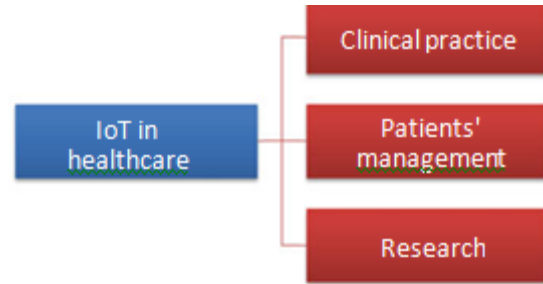 Clinical practice
IoT in
healthcare
Patients'
management
Research